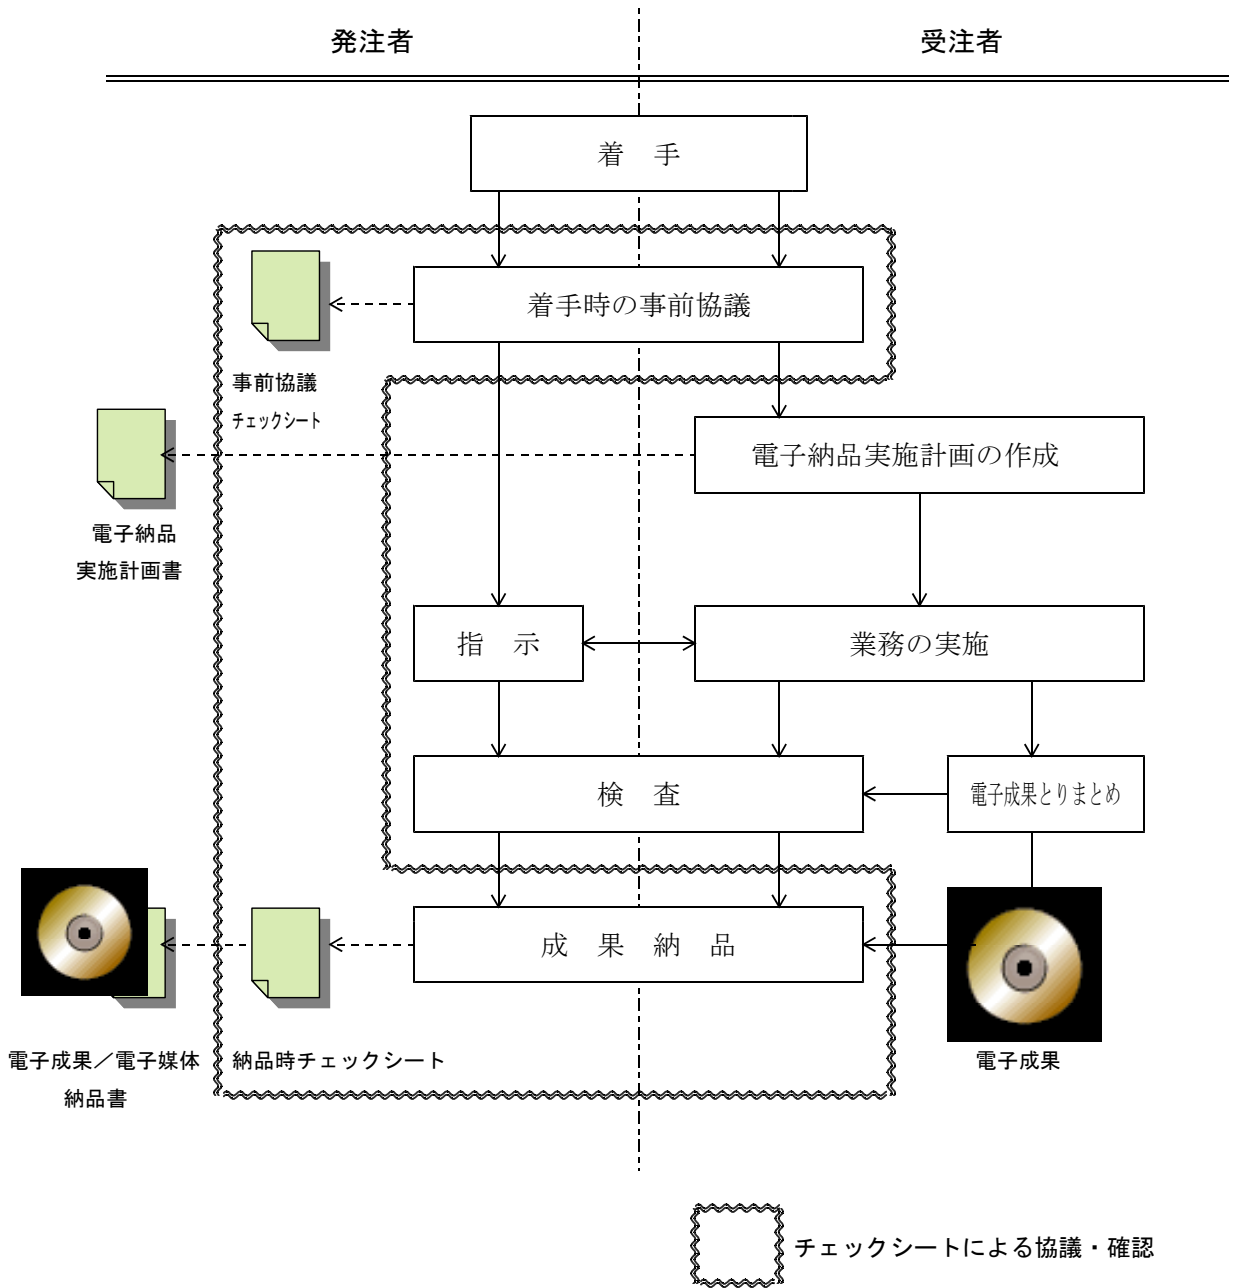 発注者
受注者
着　手
着手時の事前協議
事前協議
チェックシート
電子納品実施計画の作成
電子納品
実施計画書
指　示
業務の実施
検　査
電子成果とりまとめ
成　果　納　品
電子成果／電子媒体
納品書
納品時チェックシート
電子成果
チェックシートによる協議・確認